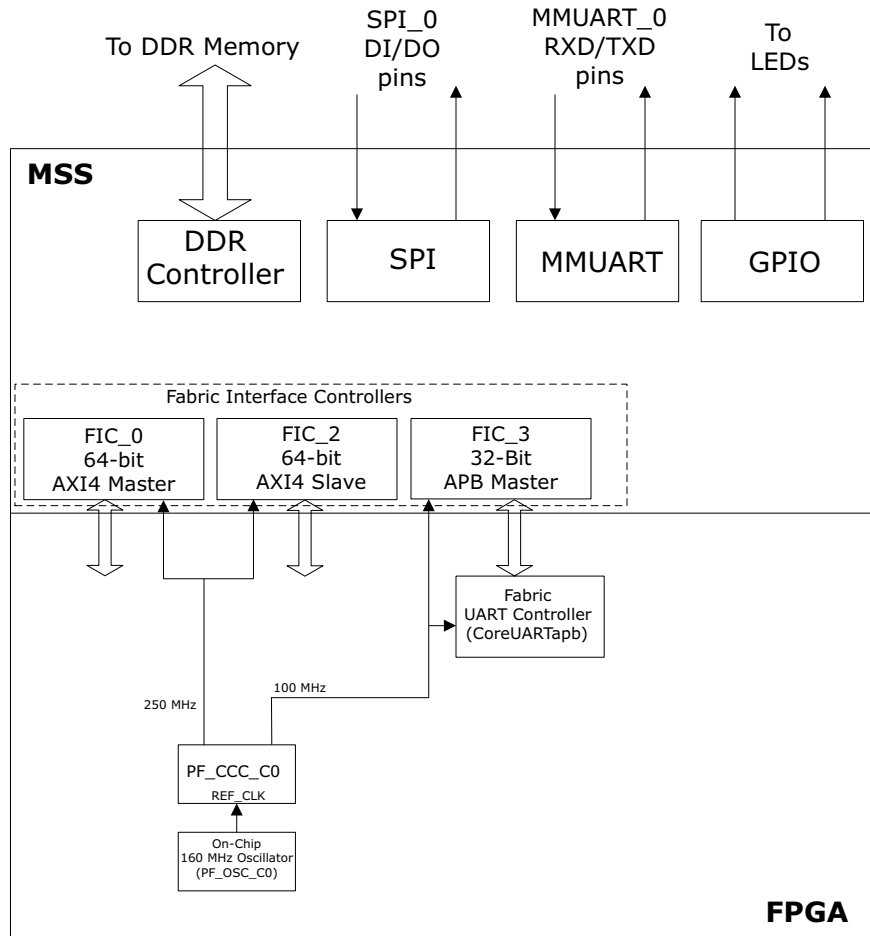 To DDR Memory
SPI_0
DI/DO
pins
MMUART_0
RXD/TXD
pins
To
LEDs
MSS
DDR
Controller
SPI
MMUART
GPIO
Fabric Interface Controllers
FIC_0
64-bit
AXI4 Master
FIC_2
64-bit
AXI4 Slave
FIC_3
32-Bit
APB Master
Fabric
UART Controller
(CoreUARTapb)
100 MHz
250 MHz
PF_CCC_C0
REF_CLK
On-Chip
160 MHz Oscillator
(PF_OSC_C0)
FPGA